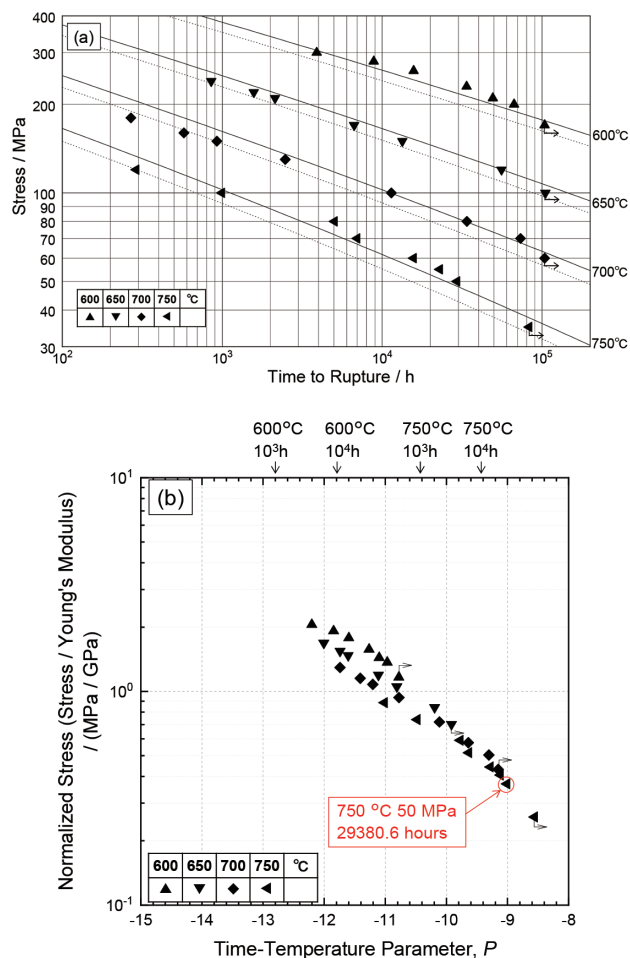 (a)
400
300
200
100
90
80
70
60
50
40
30
Stress / MPa
600℃
650℃
700℃
750℃
600 650 700 750 ℃
10² 10³ 10⁴ 10⁵
Time to Rupture / h
600°C 600°C 750°C 750°C
10³h 10⁴h 10³h 10⁴h
(b)
10¹
10⁰
10⁻¹
Normalized Stress (Stress / Young's Modulus)
/ (MPa / GPa)
750 °C 50 MPa
29380.6 hours
600 650 700 750 ℃
-15 -14 -13 -12 -11 -10 -9 -8
Time-Temperature Parameter, P